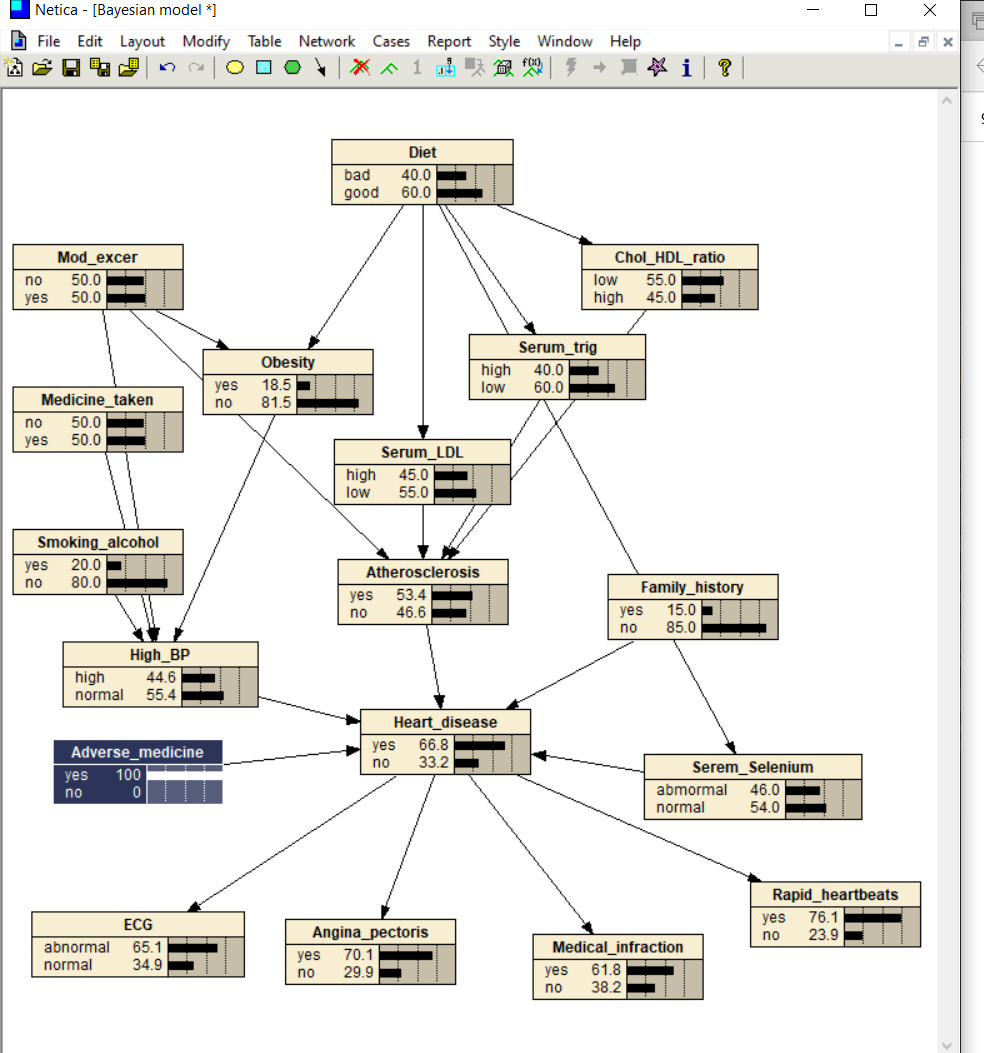 Netica - [Bayesian model *]
File Edit Layout Modify Table Network Cases Report Style Window Help
1 f(x) i ?
Diet
bad 40.0
good 60.0
Mod_excer
no 50.0
yes 50.0
Chol_HDL_ratio
low 55.0
high 45.0
Serum_trig
high 40.0
low 60.0
Obesity
yes 18.5
no 81.5
Medicine_taken
no 50.0
yes 50.0
Serum_LDL
high 45.0
low 55.0
Smoking_alcohol
yes 20.0
no 80.0
Atherosclerosis
yes 53.4
no 46.6
Family_history
yes 15.0
no 85.0
High_BP
high 44.6
normal 55.4
Heart_disease
yes 66.8
no 33.2
Adverse_medicine
yes 100
no 0
Serem_Selenium
abmormal 46.0
normal 54.0
Rapid_heartbeats
yes 76.1
no 23.9
ECG
abnormal 65.1
normal 34.9
Angina_pectoris
yes 70.1
no 29.9
Medical_infraction
yes 61.8
no 38.2